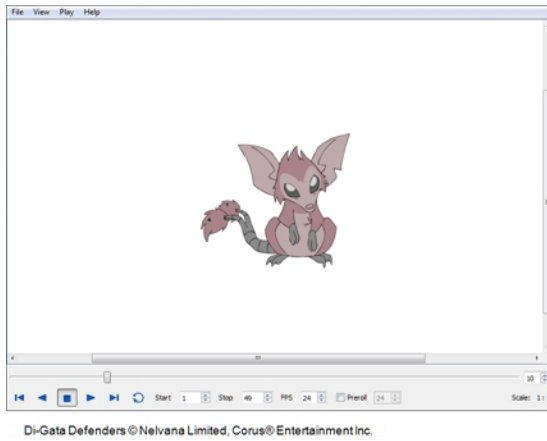 File View Play Help
10
Start 1 Stop 49 FPS 24 Preroll 24 Scale: 1:
Di-Gata Defenders © Nelvana Limited, Corus® Entertainment Inc.